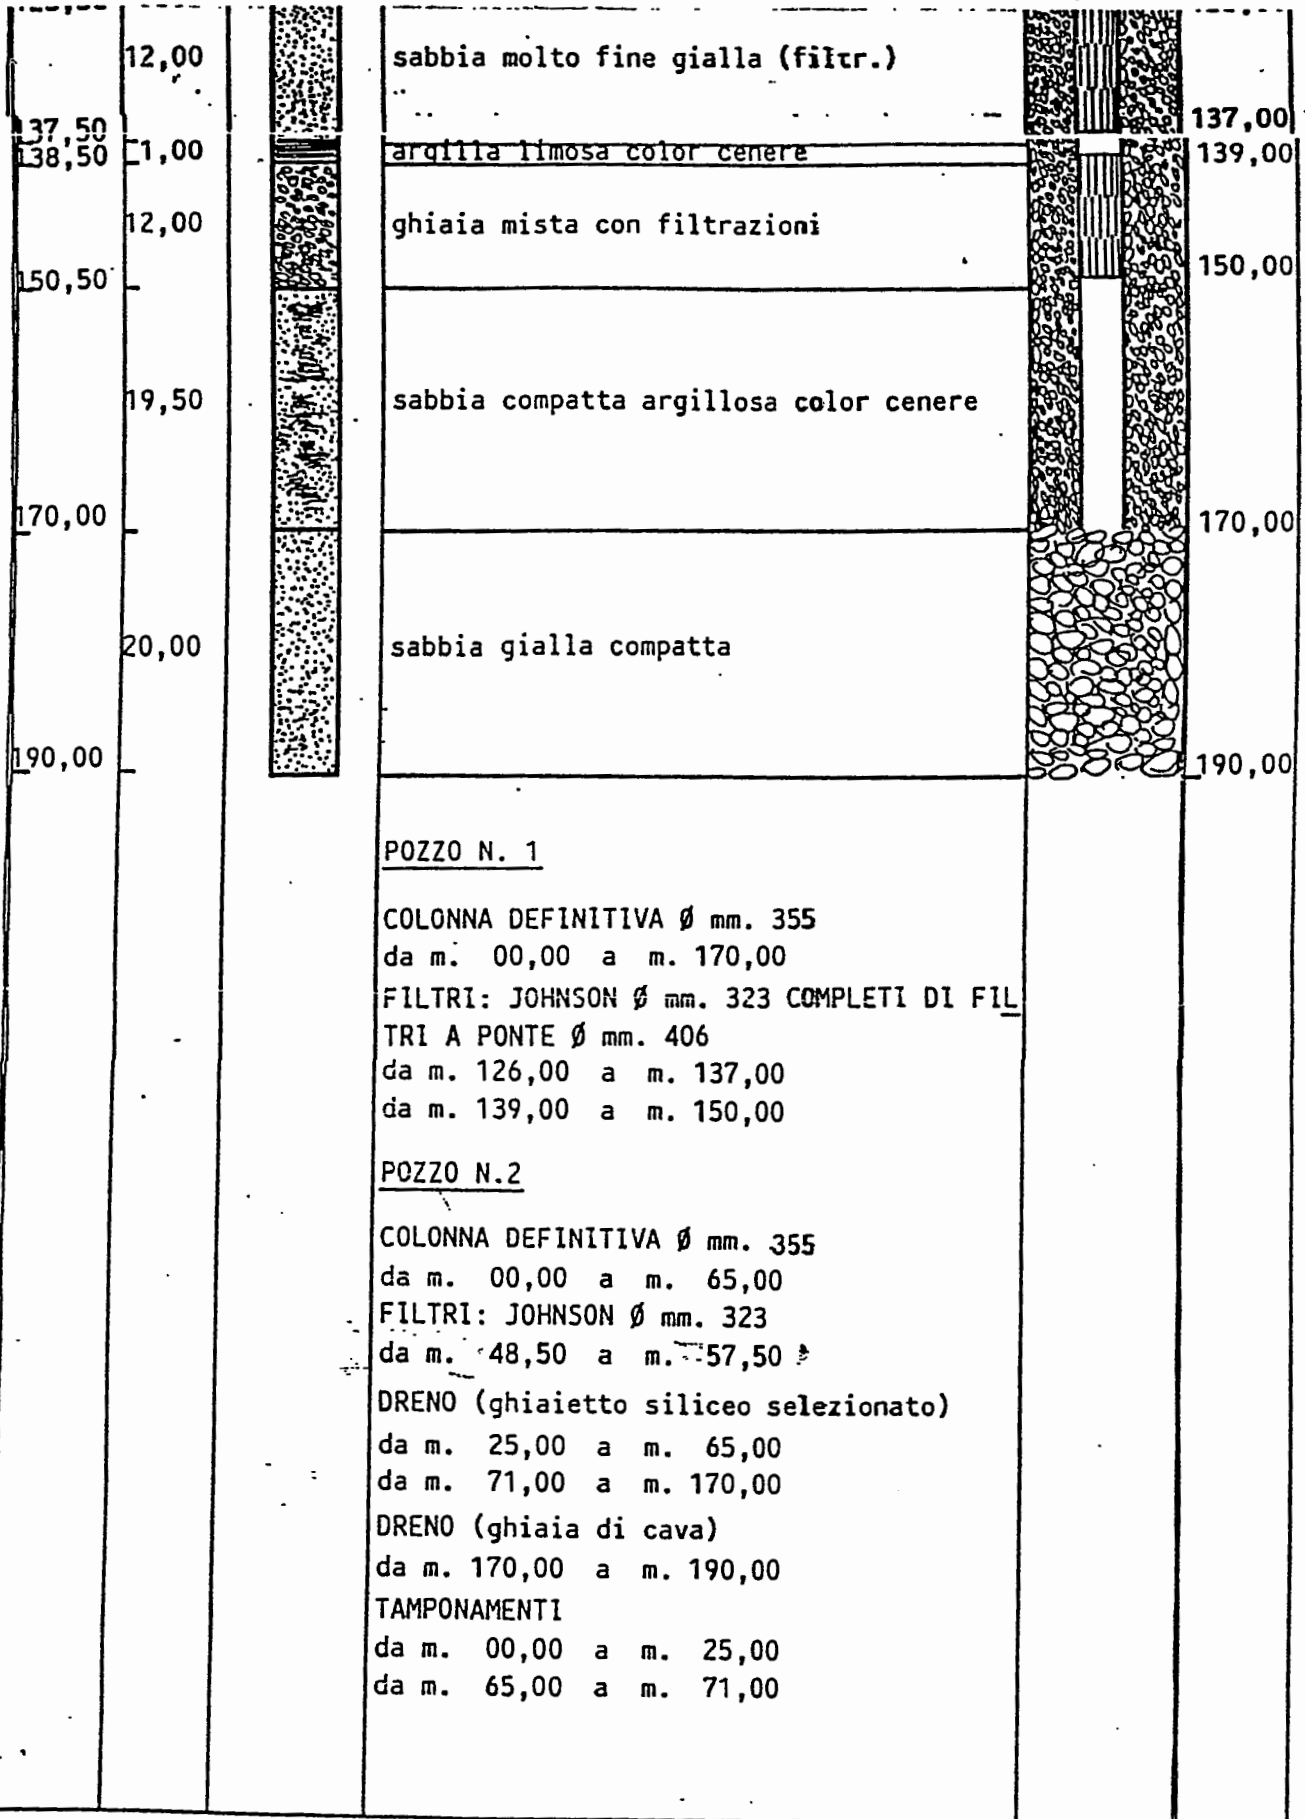 12,00 sabbia molto fine gialla (filtr.)
137,00
137,50
138,50 1,00 argilla limosa color cenere 139,00
12,00 ghiaia mista con filtrazioni
150,50 150,00
19,50 sabbia compatta argillosa color cenere
170,00 170,00
20,00 sabbia gialla compatta
190,00 190,00
POZZO N. 1
COLONNA DEFINITIVA Ø mm. 355
da m. 00,00 a m. 170,00
FILTRI: JOHNSON Ø mm. 323 COMPLETI DI FIL
TRI A PONTE Ø mm. 406
da m. 126,00 a m. 137,00
da m. 139,00 a m. 150,00
POZZO N.2
COLONNA DEFINITIVA Ø mm. 355
da m. 00,00 a m. 65,00
FILTRI: JOHNSON Ø mm. 323
da m. 48,50 a m. 57,50
DRENO (ghiaietto siliceo selezionato)
da m. 25,00 a m. 65,00
da m. 71,00 a m. 170,00
DRENO (ghiaia di cava)
da m. 170,00 a m. 190,00
TAMPONAMENTI
da m. 00,00 a m. 25,00
da m. 65,00 a m. 71,00